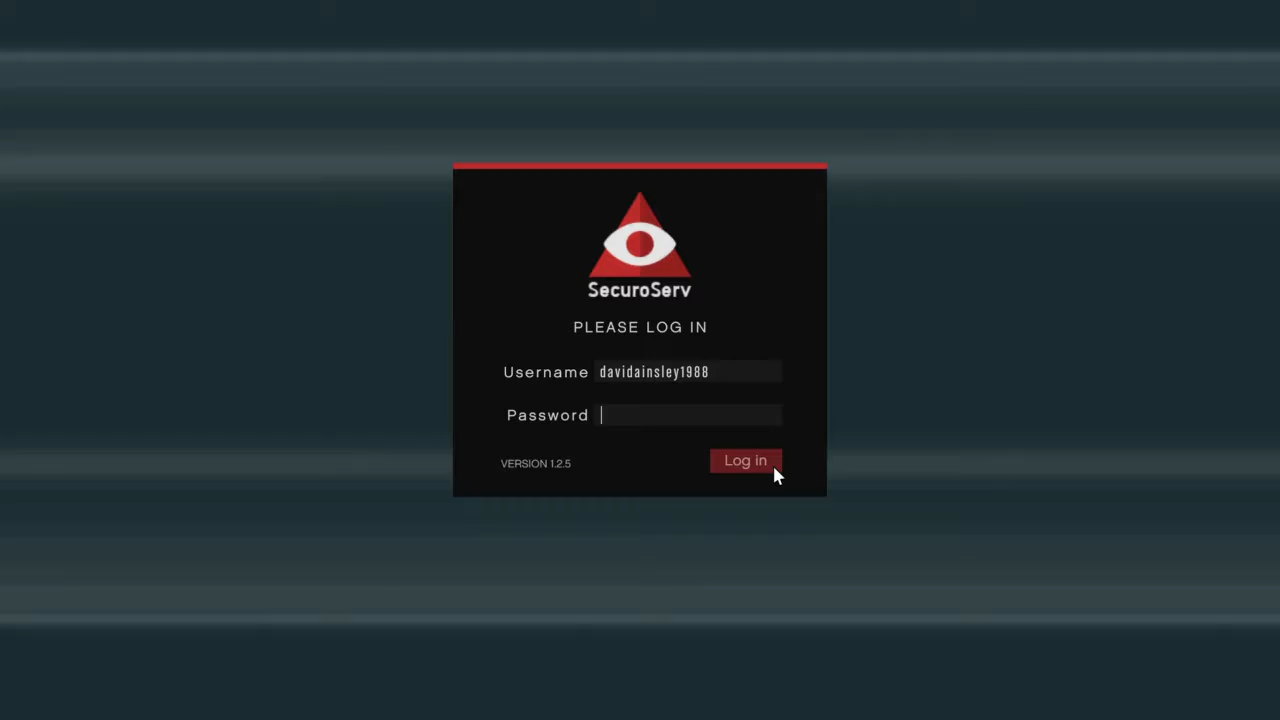 SecuroServ
PLEASE LOG IN
Username davidainsley1988
Password
VERSION 1.2.5 Log in